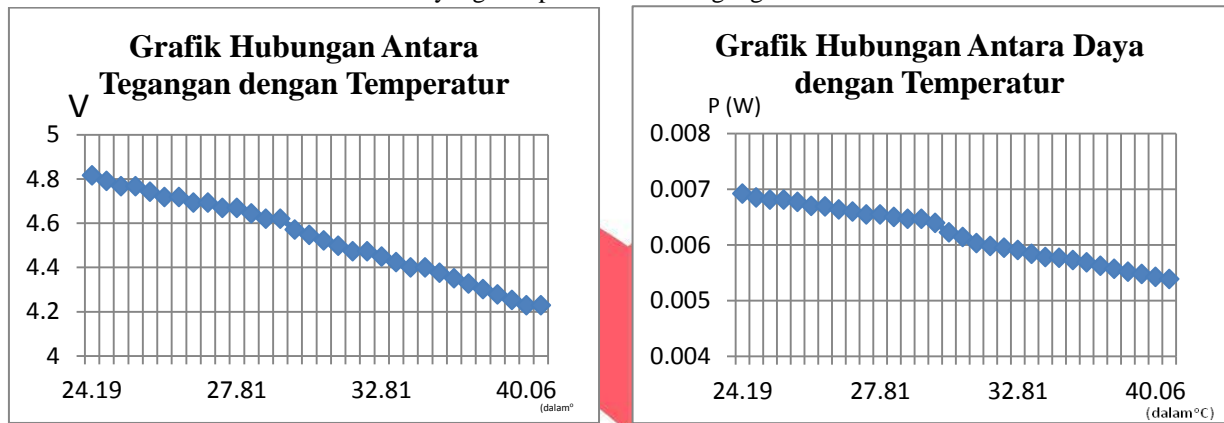 Grafik Hubungan Antara
Tegangan dengan Temperatur
V
5
4.8
4.6
4.4
4.2
4
24.19 27.81 32.81 40.06
(dalam°
Grafik Hubungan Antara Daya
dengan Temperatur
P (W)
0.008
0.007
0.006
0.005
0.004
24.19 27.81 32.81 40.06
(dalam°C)